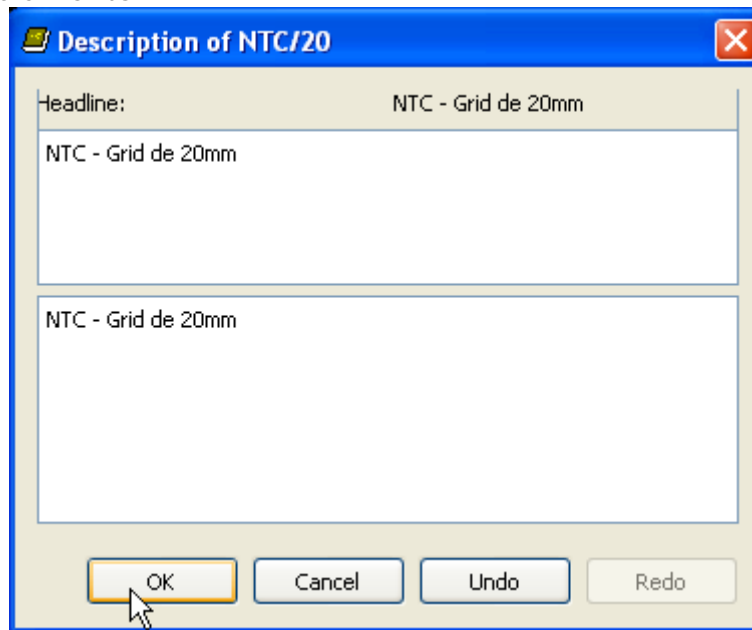 Description of NTC/20
Headline: NTC - Grid de 20mm
NTC - Grid de 20mm
NTC - Grid de 20mm
OK Cancel Undo Redo